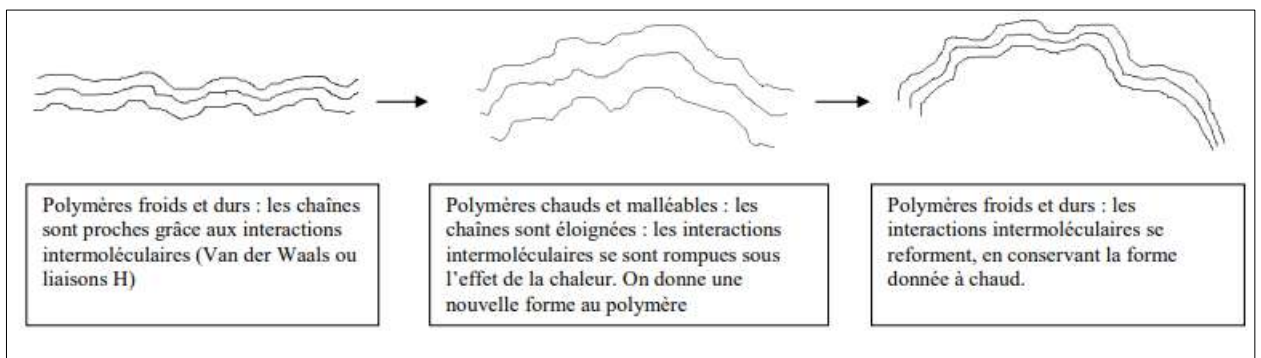 Polymères froids et durs : les chaînes
sont proches grâce aux interactions
intermoléculaires (Van der Waals ou
liaisons H)
Polymères chauds et malléables : les
chaînes sont éloignées : les interactions
intermoléculaires se sont rompues sous
l’effet de la chaleur. On donne une
nouvelle forme au polymère
Polymères froids et durs : les
interactions intermoléculaires se
reforment, en conservant la forme
donnée à chaud.